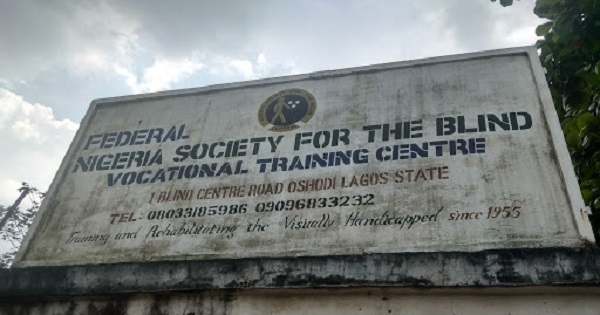 FEDERAL
NIGERIA SOCIETY FOR THE BLIND
VOCATIONAL TRAINING CENTRE
1 BLIND CENTRE ROAD OSHODI LAGOS STATE
TEL: 08033185986 09096833232
Training and Rehabilitating the Visually Handicapped since 1955